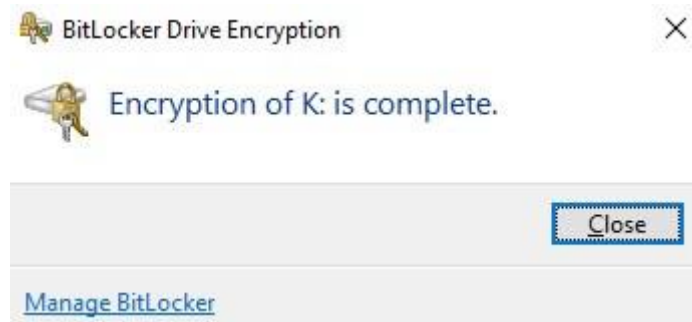 BitLocker Drive Encryption
Encryption of K: is complete.
Close
Manage BitLocker